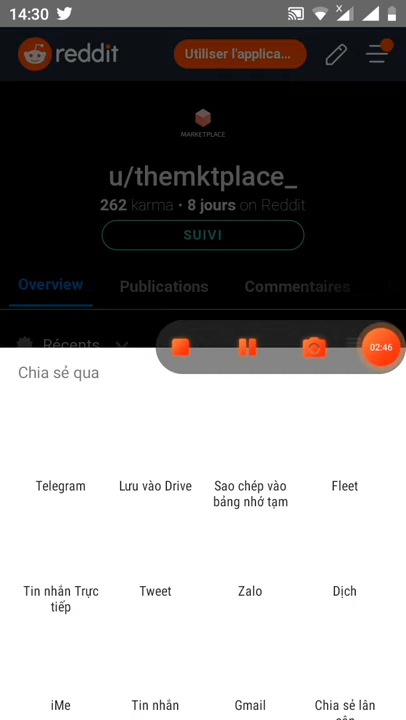 14:30
reddit
Utiliser l'applica...
MARKETPLACE
u/themktplace_
262 karma • 8 jours on Reddit
SUIVI
Overview Publications Commentaires
Récents
02:46
Chia sẻ qua
Telegram
Lưu vào Drive
Sao chép vào
bảng nhớ tạm
Fleet
Tin nhắn Trực
tiếp
Tweet
Zalo
Dịch
iMe
Tin nhắn
Gmail
Chia sẻ lân
cận